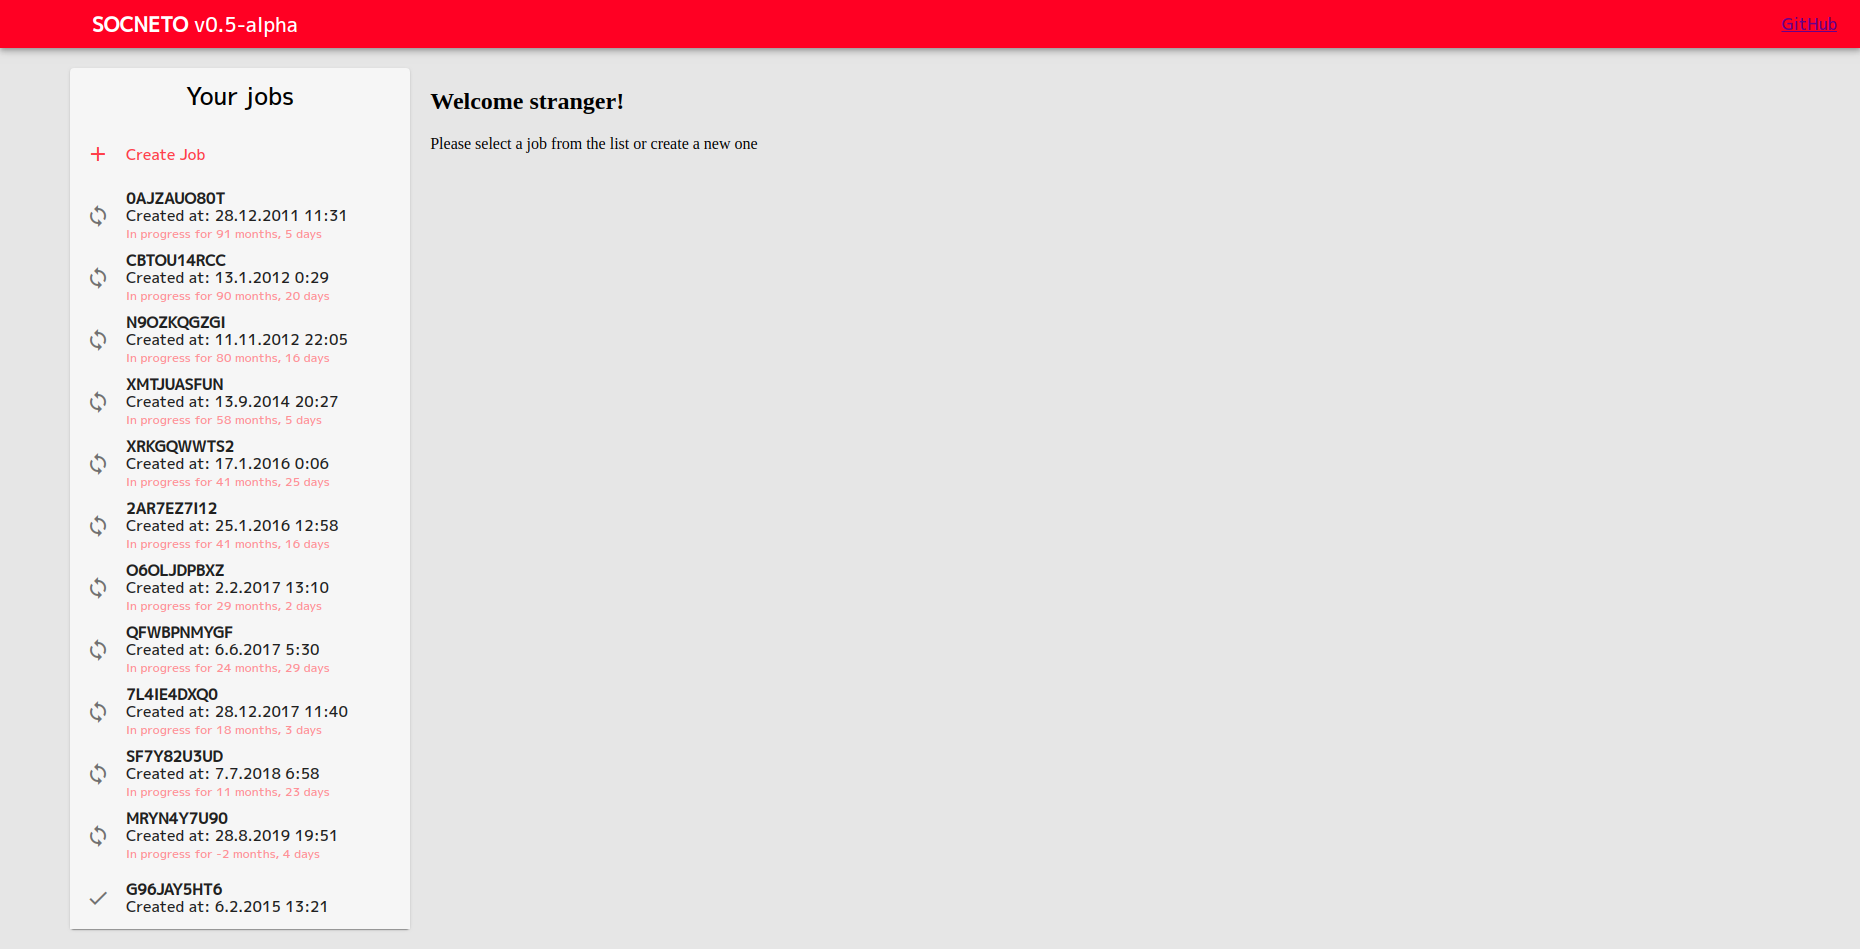 SOCNETO v0.5-alpha
GitHub
Your jobs
Create Job
0AJZAUO80T
Created at: 28.12.2011 11:31
In progress for 91 months, 5 days
CBTOU14RCC
Created at: 13.1.2012 0:29
In progress for 90 months, 20 days
N9OZKQGZGI
Created at: 11.11.2012 22:05
In progress for 80 months, 16 days
XMTJUASFUN
Created at: 13.9.2014 20:27
In progress for 58 months, 5 days
XRKGQWWTS2
Created at: 17.1.2016 0:06
In progress for 41 months, 25 days
2AR7EZ7I12
Created at: 25.1.2016 12:58
In progress for 41 months, 16 days
O6OLJDPBXZ
Created at: 2.2.2017 13:10
In progress for 29 months, 2 days
QFWBPNMYGF
Created at: 6.6.2017 5:30
In progress for 24 months, 29 days
7L4IE4DXQ0
Created at: 28.12.2017 11:40
In progress for 18 months, 3 days
SF7Y82U3UD
Created at: 7.7.2018 6:58
In progress for 11 months, 23 days
MRYN4Y7U90
Created at: 28.8.2019 19:51
In progress for -2 months, 4 days
G96JAY5HT6
Created at: 6.2.2015 13:21
Welcome stranger!
Please select a job from the list or create a new one